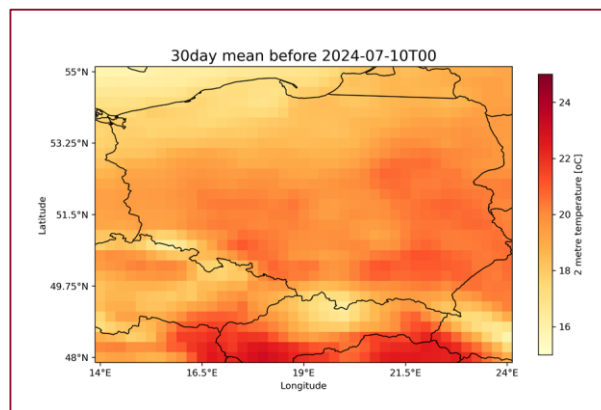 30day mean before 2024-07-10T00
55°N
53.25°N
51.5°N
49.75°N
48°N
Latitude
14°E
16.5°E
19°E
21.5°E
24°E
Longitude
24
22
20
18
16
2 metre temperature [oC]